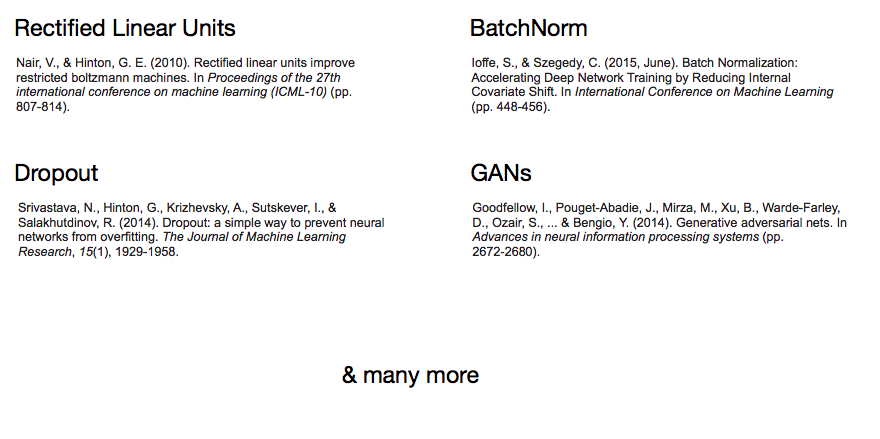 Rectified Linear Units
Nair, V., & Hinton, G. E. (2010). Rectified linear units improve
restricted boltzmann machines. In Proceedings of the 27th
international conference on machine learning (ICML-10) (pp.
807-814).
BatchNorm
Ioffe, S., & Szegedy, C. (2015, June). Batch Normalization:
Accelerating Deep Network Training by Reducing Internal
Covariate Shift. In International Conference on Machine Learning
(pp. 448-456).
Dropout
Srivastava, N., Hinton, G., Krizhevsky, A., Sutskever, I., &
Salakhutdinov, R. (2014). Dropout: a simple way to prevent neural
networks from overfitting. The Journal of Machine Learning
Research, 15(1), 1929-1958.
GANs
Goodfellow, I., Pouget-Abadie, J., Mirza, M., Xu, B., Warde-Farley,
D., Ozair, S., ... & Bengio, Y. (2014). Generative adversarial nets. In
Advances in neural information processing systems (pp.
2672-2680).
& many more